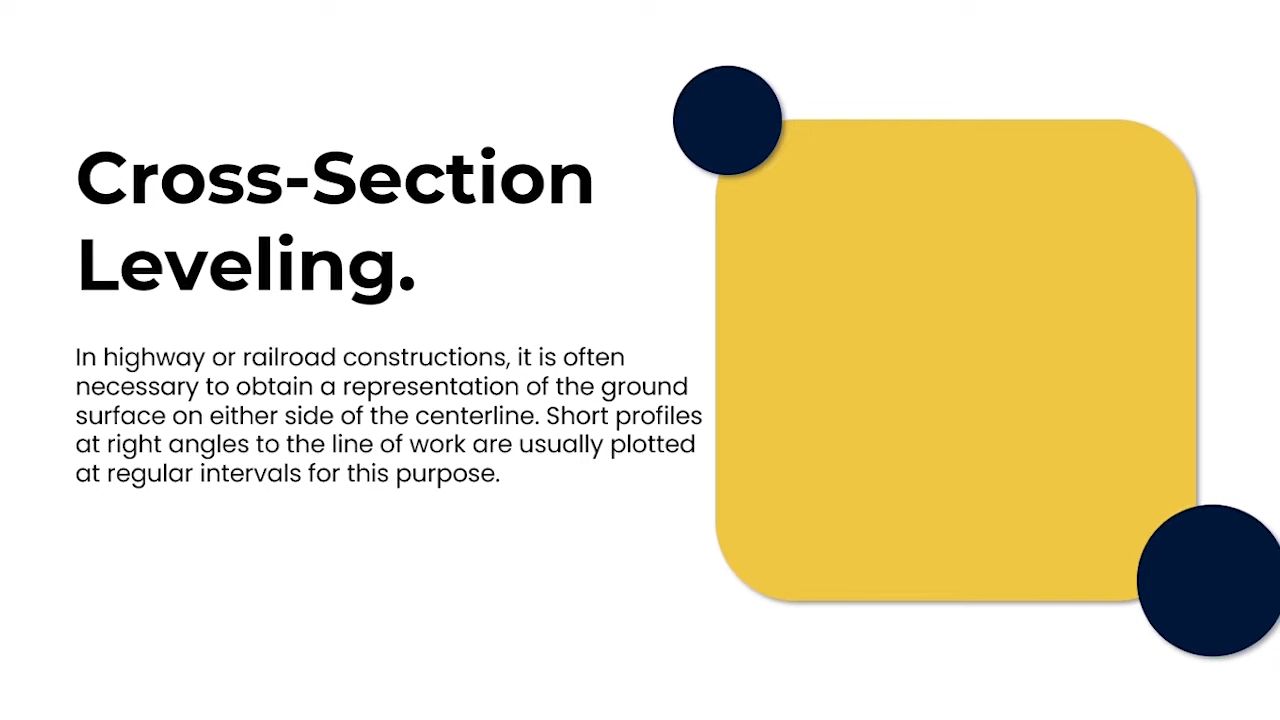 Cross-Section
Leveling.
In highway or railroad constructions, it is often
necessary to obtain a representation of the ground
surface on either side of the centerline. Short profiles
at right angles to the line of work are usually plotted
at regular intervals for this purpose.